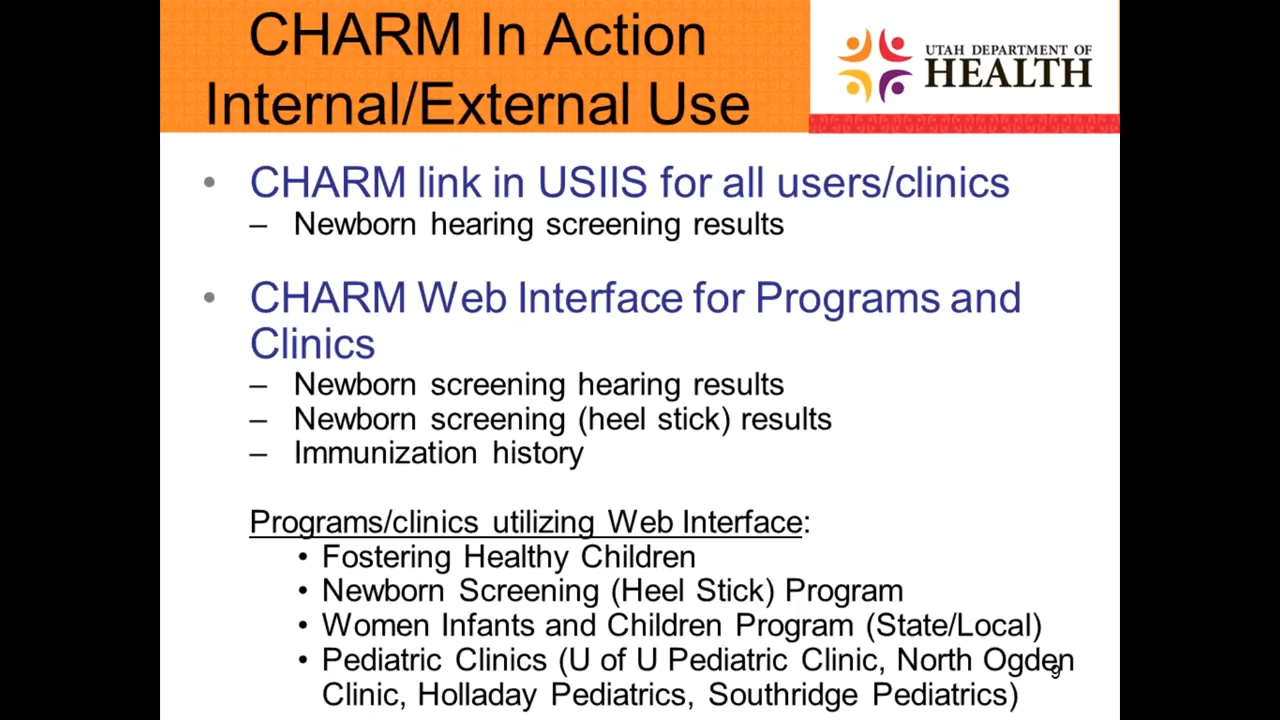 CHARM In Action
Internal/External Use
UTAH DEPARTMENT OF
HEALTH
• CHARM link in USIIS for all users/clinics
– Newborn hearing screening results
• CHARM Web Interface for Programs and
Clinics
– Newborn screening hearing results
– Newborn screening (heel stick) results
– Immunization history
Programs/clinics utilizing Web Interface:
• Fostering Healthy Children
• Newborn Screening (Heel Stick) Program
• Women Infants and Children Program (State/Local)
• Pediatric Clinics (U of U Pediatric Clinic, North Ogden
Clinic, Holladay Pediatrics, Southridge Pediatrics)
9